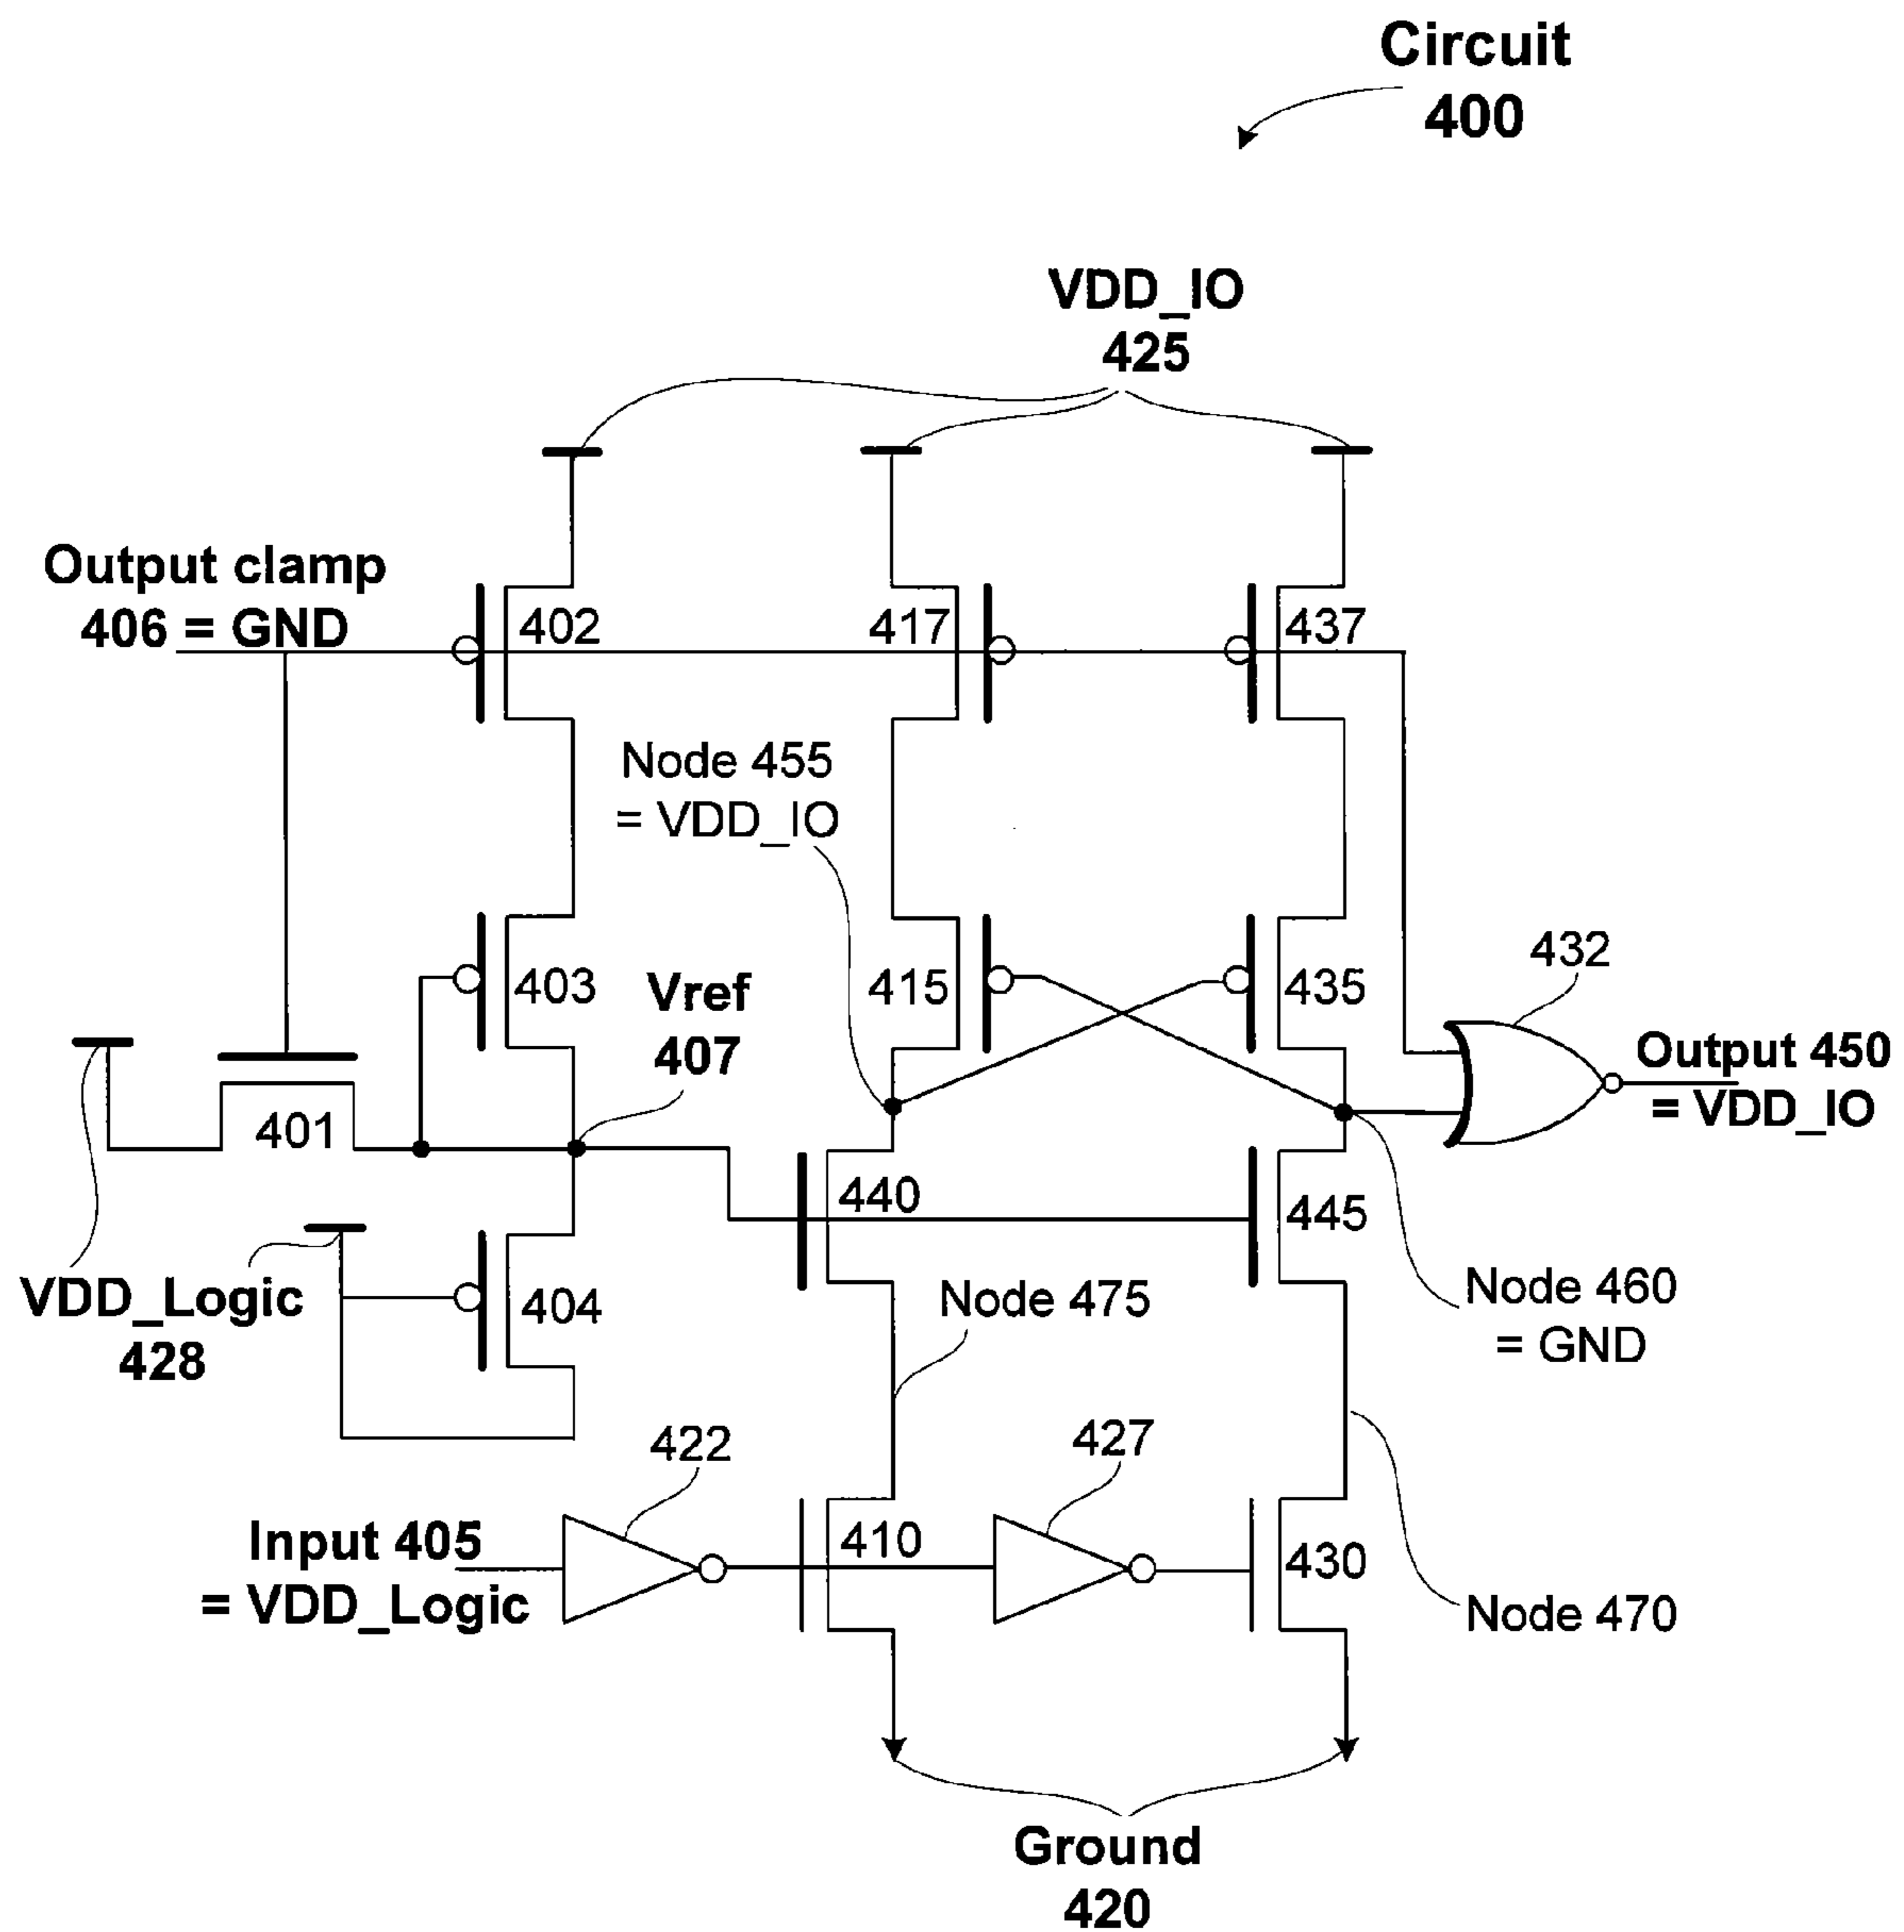 Circuit
400
VDD_IO
425
Output clamp
406 = GND
402
417
437
Node 455
= VDD_IO
403
Vref
407
415
435
432
Output 450
= VDD_IO
401
440
445
VDD_Logic
428
404
Node 475
Node 460
= GND
422
427
Input 405
= VDD_Logic
410
430
Node 470
Ground
420